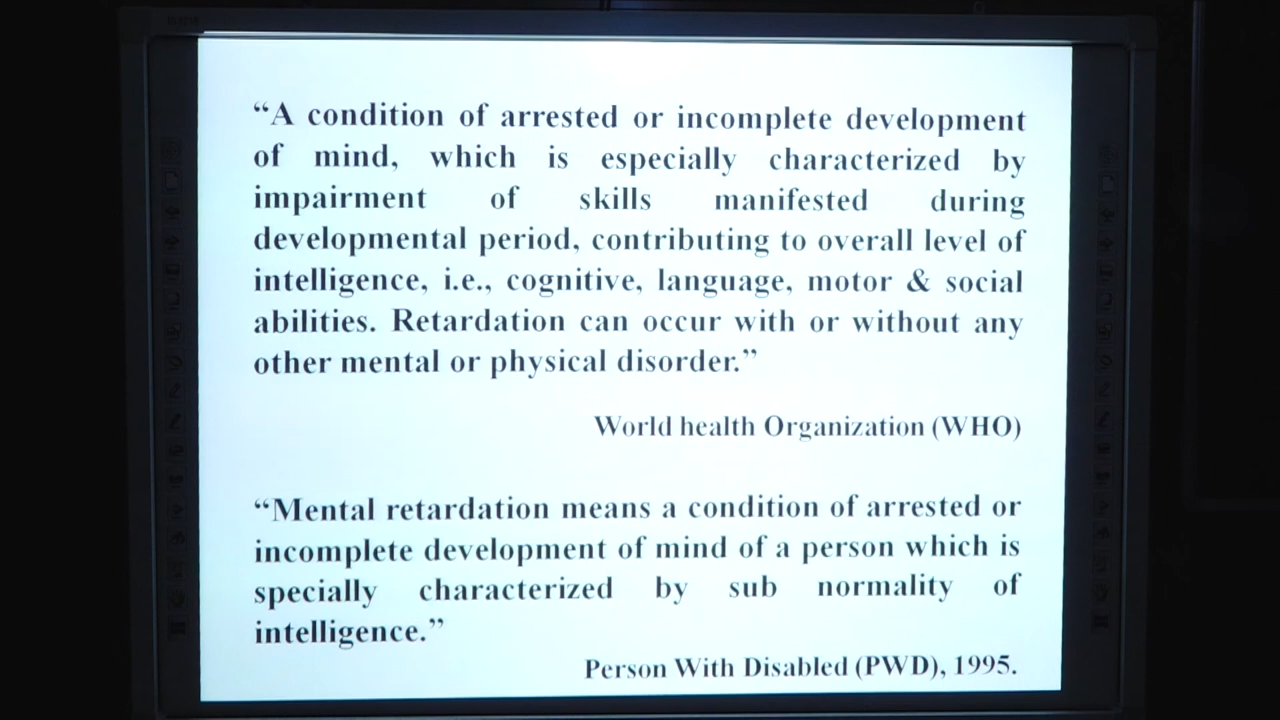 “A condition of arrested or incomplete development
of mind, which is especially characterized by
impairment of skills manifested during
developmental period, contributing to overall level of
intelligence, i.e., cognitive, language, motor & social
abilities. Retardation can occur with or without any
other mental or physical disorder.”
World health Organization (WHO)
“Mental retardation means a condition of arrested or
incomplete development of mind of a person which is
specially characterized by sub normality of
intelligence.”
Person With Disabled (PWD), 1995.